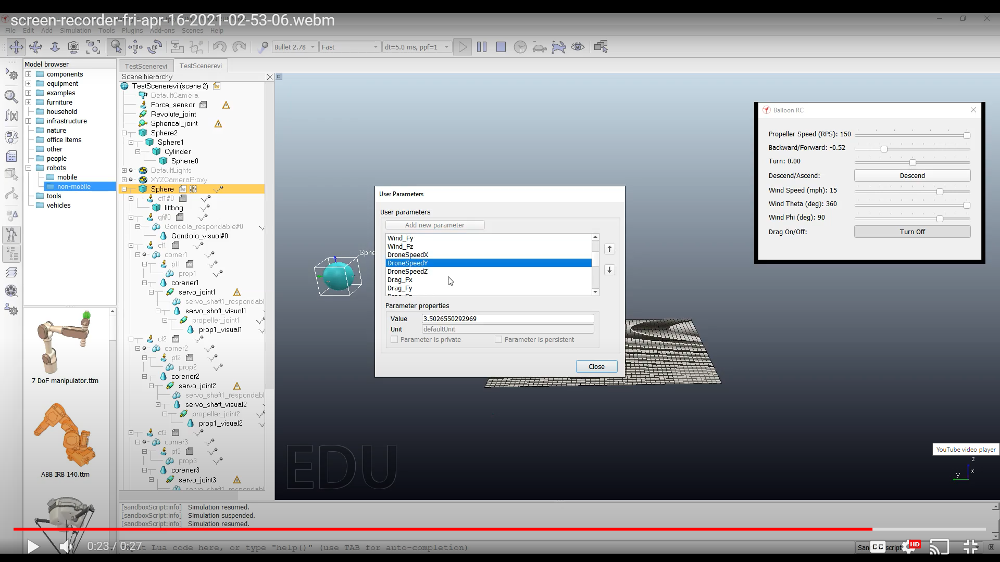 screen-recorder-fri-apr-16-2021-02-53-06.webm
File Edit Add Simulation Tools Plugins Add-ons Scenes Help
Bullet 2.78 Fast dt=5.0 ms, ppf=1
Model browser
components
equipment
examples
furniture
household
infrastructure
nature
office items
other
people
robots
mobile
non-mobile
tools
vehicles
7 DoF manipulator.ttm
ABB IRB 140.ttm
TestScenerevi TestScenerevi
Scene hierarchy
TestScenerevi (scene 2)
DefaultCamera
Force_sensor
Revolute_joint
Spherical_joint
Sphere2
Sphere1
Cylinder
Sphere0
DefaultLights
XYZCameraProxy
Sphere
cf1#0
liftbag
gf#0
Gondola_respondable#0
Gondola_visual#0
cf1
corner1
pf1
prop1
corener1
servo_joint1
servo_shaft1_respondabl
servo_shaft_visual1
propeller_joint1
prop1_visual1
cf2
corner2
pf2
prop2
corener2
servo_joint2
servo_shaft1_respondabl
servo_shaft_visual2
propeller_joint2
prop1_visual2
cf3
corner3
pf3
prop3
corener3
servo_joint3
servo_shaft1_respondabl
Sphe
User Parameters
User parameters
Add new parameter
Wind_Fy
Wind_Fz
DroneSpeedX
DroneSpeedY
DroneSpeedZ
Drag_Fx
Drag_Fy
Drag_Fz
Parameter properties
Value 3.5026550292969
Unit defaultUnit
Parameter is private Parameter is persistent
Close
Balloon RC
Propeller Speed (RPS): 150
Backward/Forward: -0.52
Turn: 0.00
Descend/Ascend: Descend
Wind Speed (mph): 15
Wind Theta (deg): 360
Wind Phi (deg): 90
Drag On/Off: Turn Off
EDU
YouTube video player
z
x
y
[sandboxScript:info] Simulation resumed.
[sandboxScript:info] Simulation suspended.
[sandboxScript:info] Simulation resumed.
0:23 / 0:27
Input Lua code here, or type "help()" (use TAB for auto-completion)
CC
HD